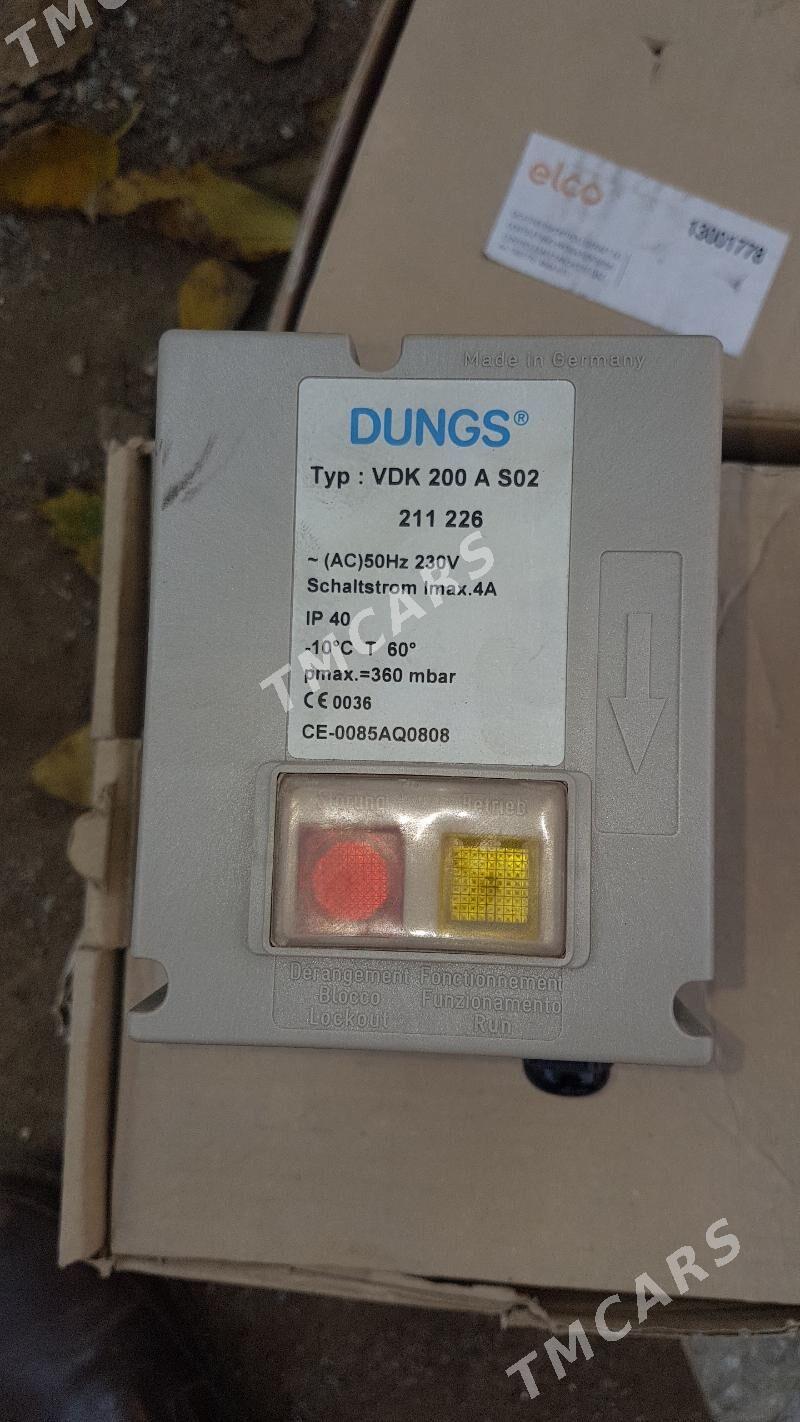 TMCARS
elco
13001778
Made in Germany
DUNGS®
Typ : VDK 200 A S02
211 226
~ (AC)50Hz 230V
Schaltstrom Imax.4A
IP 40
-10°C T 60°
pmax.=360 mbar
CE 0036
CE-0085AQ0808
TMCARS
Störung Betrieb
Dérangement Fonctionnement
Blocco Funzionamento
Lockout Run
TMCARS